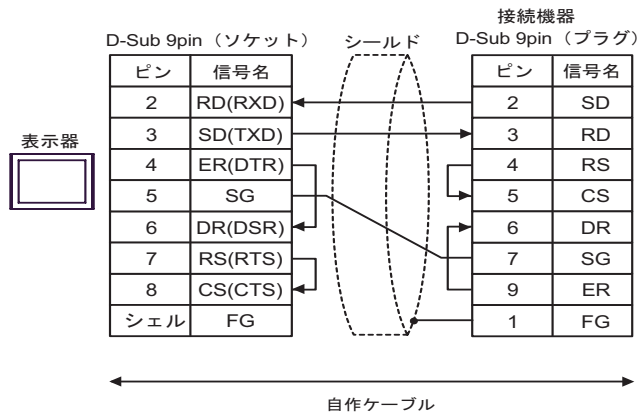 接続機器
D-Sub 9pin（ソケット） シールド D-Sub 9pin（プラグ）
ピン 信号名 ピン 信号名
2 RD(RXD) 2 SD
3 SD(TXD) 3 RD
表示器
4 ER(DTR) 4 RS
5 SG 5 CS
6 DR(DSR) 6 DR
7 RS(RTS) 7 SG
8 CS(CTS) 9 ER
シェル FG 1 FG
自作ケーブル